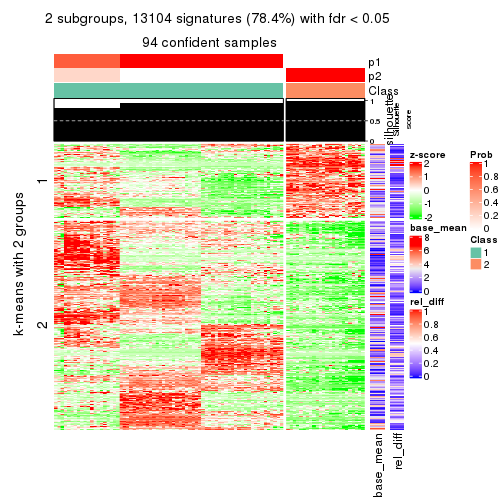 2 subgroups, 13104 signatures (78.4%) with fdr < 0.05
94 confident samples
p1
p2
Class
1
0.5
0
silhouette
Silhouette
score
k-means with 2 groups
1
2
base_mean
rel_diff
z-score
2
1
0
-1
-2
base_mean
8
6
4
2
0
rel_diff
1
0.8
0.6
0.4
0.2
0
Prob
1
0.8
0.6
0.4
0.2
0
Class
1
2